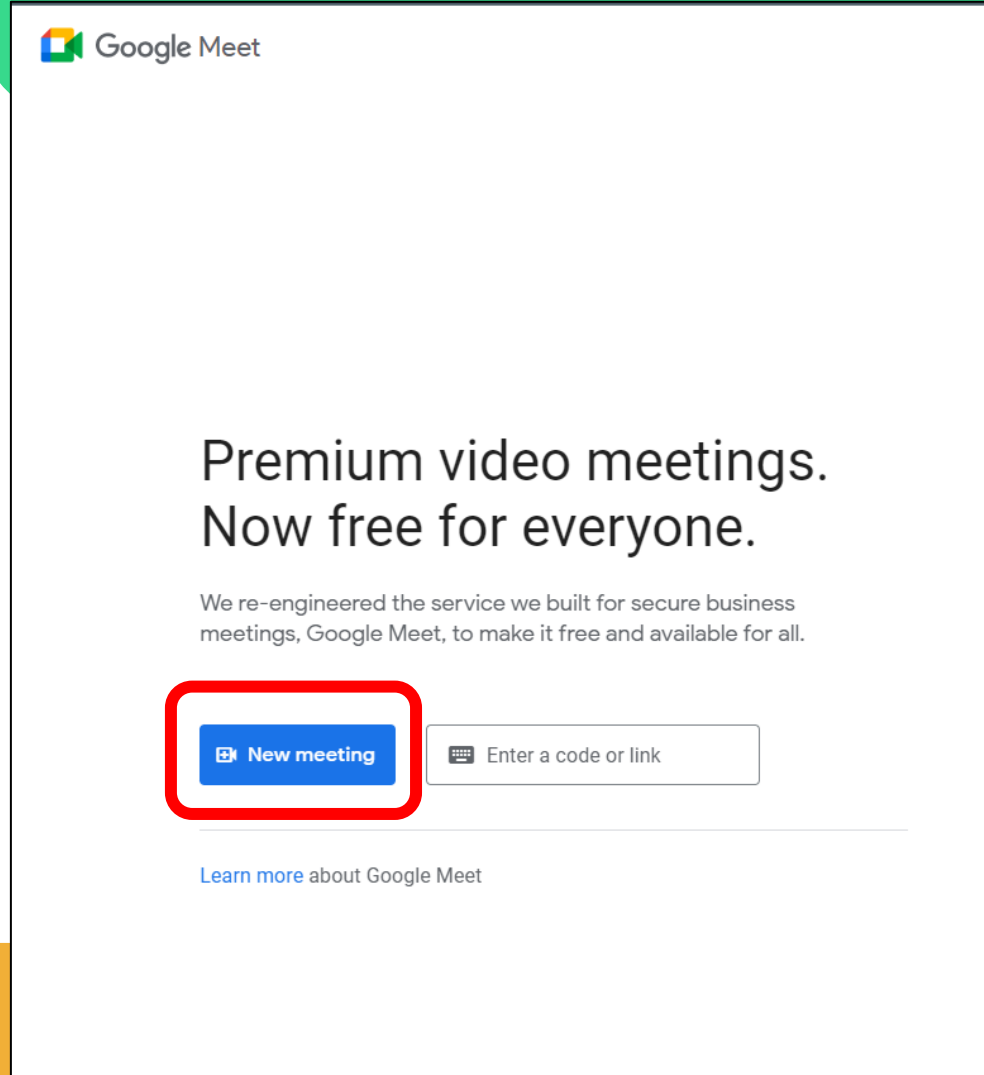 Google Meet
Premium video meetings.
Now free for everyone.
We re-engineered the service we built for secure business
meetings, Google Meet, to make it free and available for all.
New meeting
Enter a code or link
Learn more about Google Meet